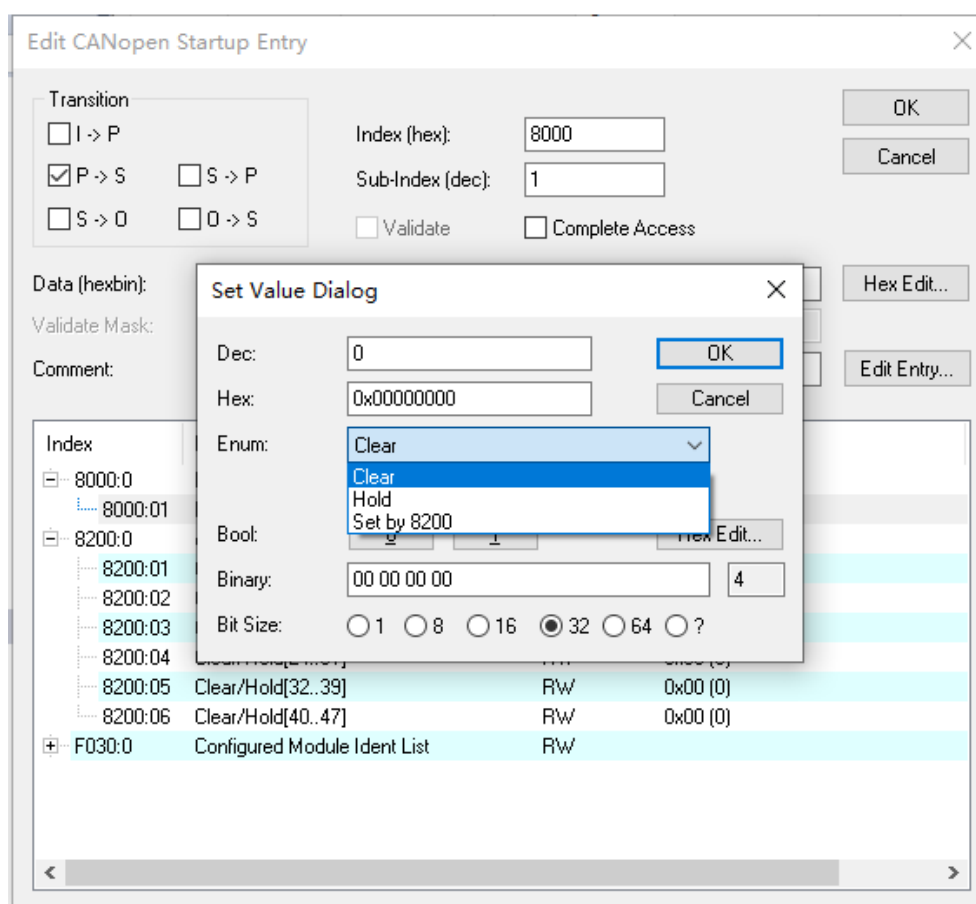 Edit CANopen Startup Entry
Transition
I -> P
P -> S
S -> P
S -> O
O -> S
Index (hex):
8000
Sub-Index (dec):
1
Validate
Complete Access
OK
Cancel
Data (hexbin):
Hex Edit...
Validate Mask:
Comment:
Edit Entry...
Set Value Dialog
Dec:
0
OK
Hex:
0x00000000
Cancel
Enum:
Clear
Clear
Hold
Set by 8200
Bool:
Hex Edit...
Binary:
00 00 00 00
4
Bit Size:
1
8
16
32
64
?
Index
8000:0
8000:01
8200:0
8200:01
8200:02
8200:03
8200:04
8200:05 Clear/Hold[32..39] RW 0x00 (0)
8200:06 Clear/Hold[40..47] RW 0x00 (0)
F030:0 Configured Module Ident List RW